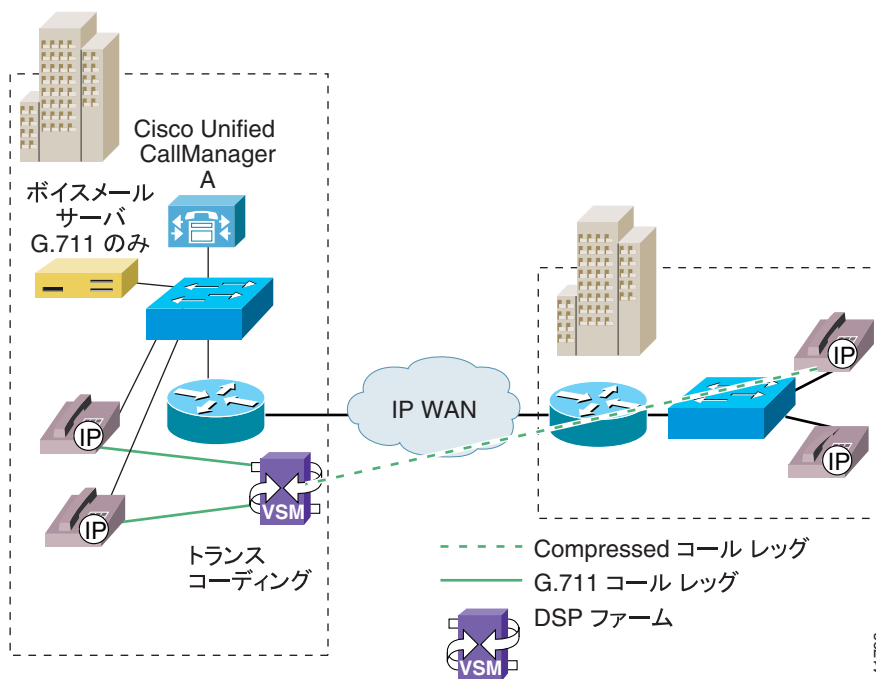 Cisco Unified
CallManager
A
ボイスメール
サーバ
G.711 のみ
IP
IP
VSM
トランス
コーディング
IP WAN
IP
IP
Compressed コール レッグ
G.711 コール レッグ
DSP ファーム
VSM